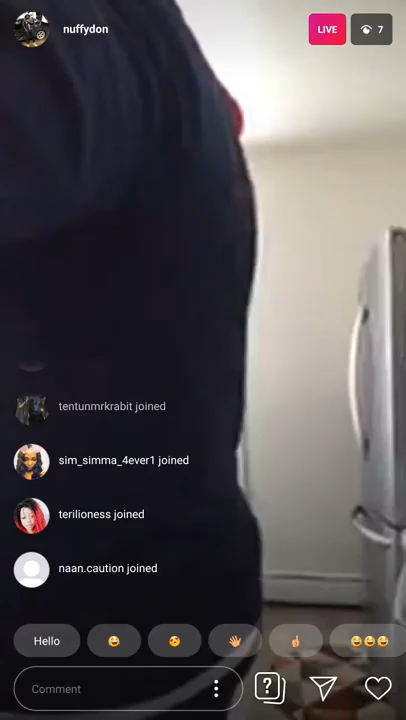 nuffydon
LIVE
7
tentunmrkrabit joined
sim_simma_4ever1 joined
terilioness joined
naan.caution joined
Hello
Comment